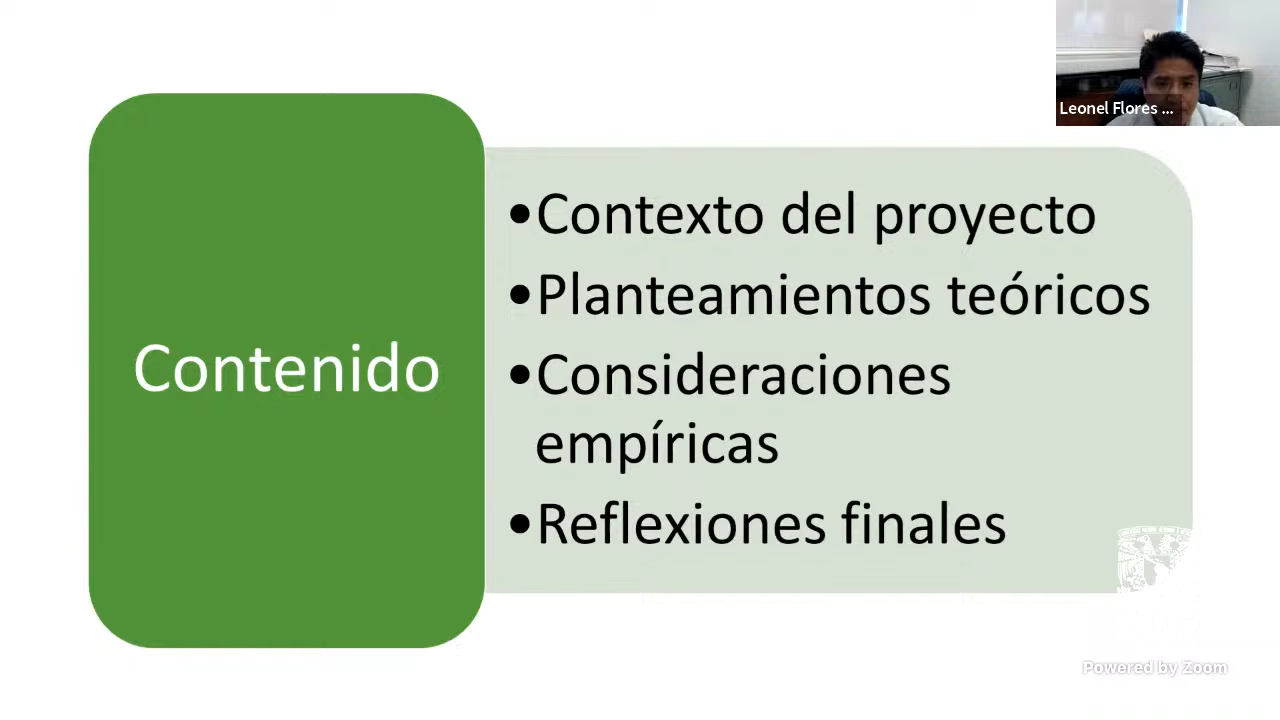 Leonel Flores ...
Contenido
•Contexto del proyecto
•Planteamientos teóricos
•Consideraciones
empíricas
•Reflexiones finales
Powered by Zoom